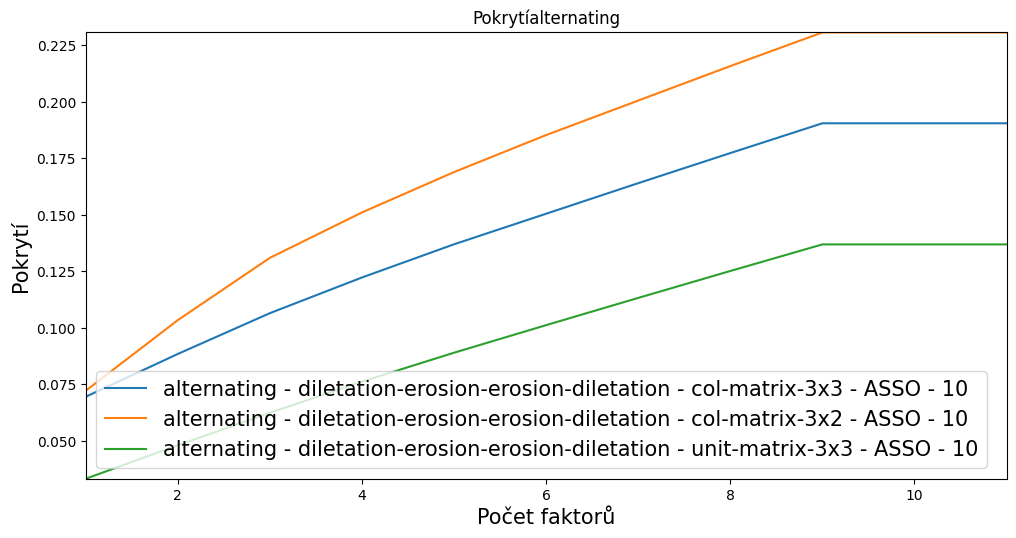 Pokrytíalternating
0.225
0.200
0.175
0.150
0.125
0.100
0.075
0.050
Pokrytí
alternating - diletation-erosion-erosion-diletation - col-matrix-3x3 - ASSO - 10
alternating - diletation-erosion-erosion-diletation - col-matrix-3x2 - ASSO - 10
alternating - diletation-erosion-erosion-diletation - unit-matrix-3x3 - ASSO - 10
2
4
6
8
10
Počet faktorů